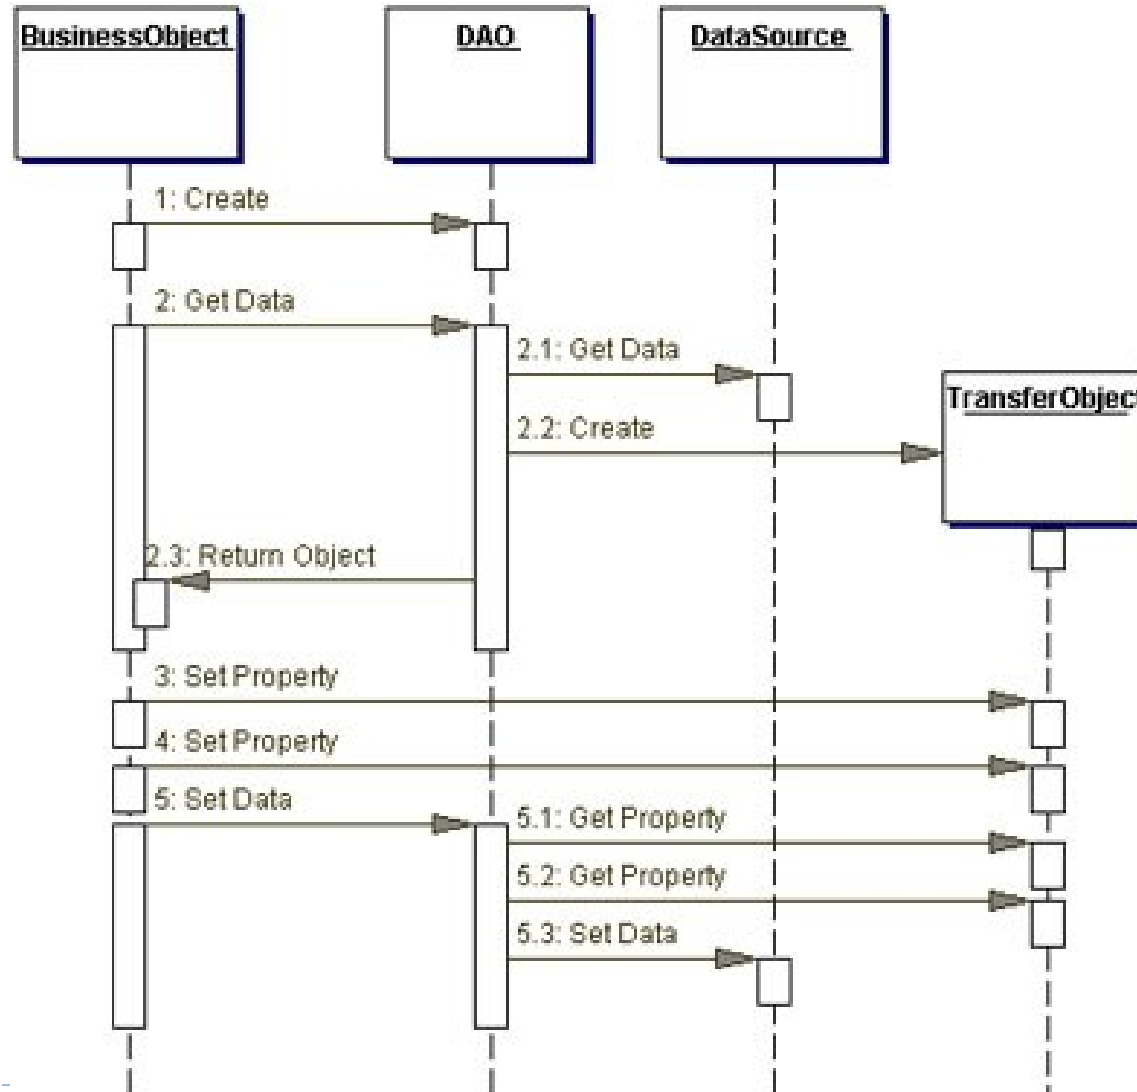 BusinessObject
DAO
DataSource
1: Create
2: Get Data
2.1: Get Data
TransferObject
2.2: Create
2.3: Return Object
3: Set Property
4: Set Property
5: Set Data
5.1: Get Property
5.2: Get Property
5.3: Set Data